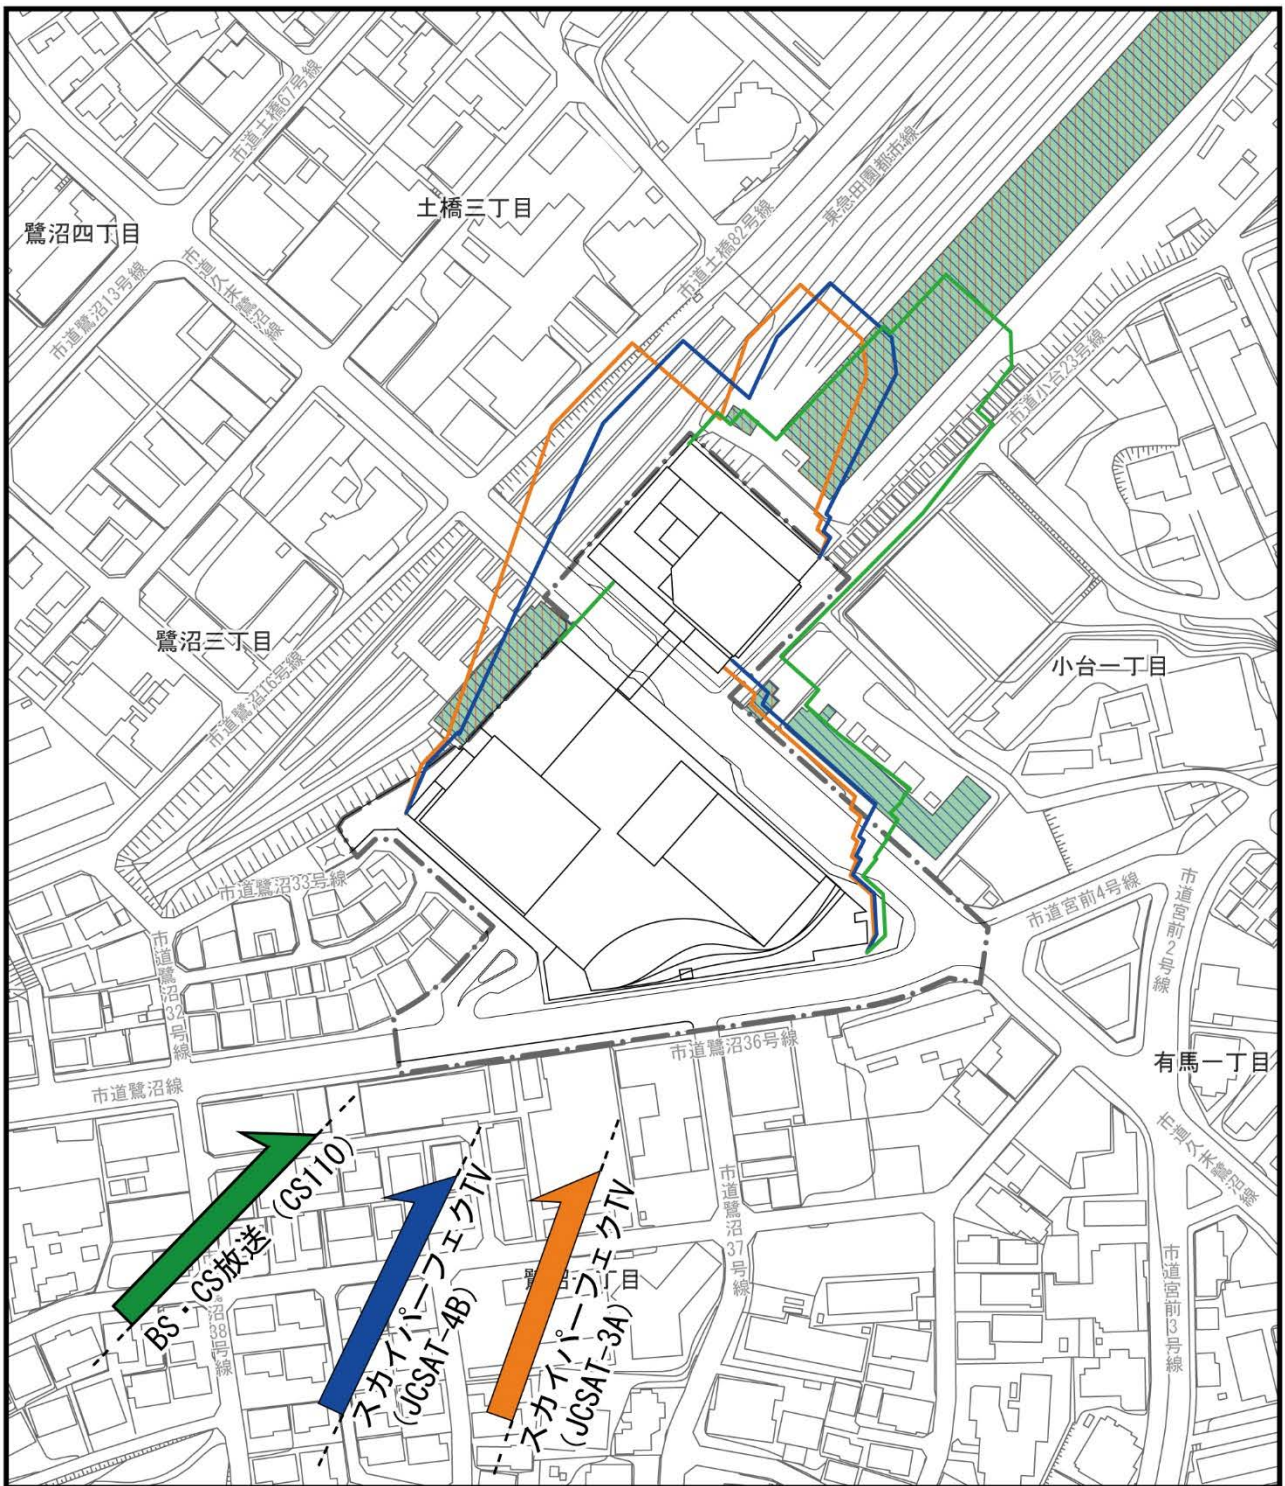 市道土橋67号線
土橋三丁目
鷺沼四丁目
市道久末鷺沼線
市道鷺沼13号線
市道土橋82号線
東急田園都市線
市道小台23号線
鷺沼三丁目
市道鷺沼16号線
小台一丁目
市道鷺沼33号線
市道鷺沼32号線
市道宮前4号線
市道宮前2号線
市道鷺沼36号線
市道鷺沼線
有馬一丁目
市道久末鷺沼線
BS・CS放送（CS110）
スカイパーフェクTV
（JCSAT-4B）
スカイパーフェクTV
（JCSAT-3A）
市道鷺沼37号線
市道宮前3号線
沼38号線
丁目